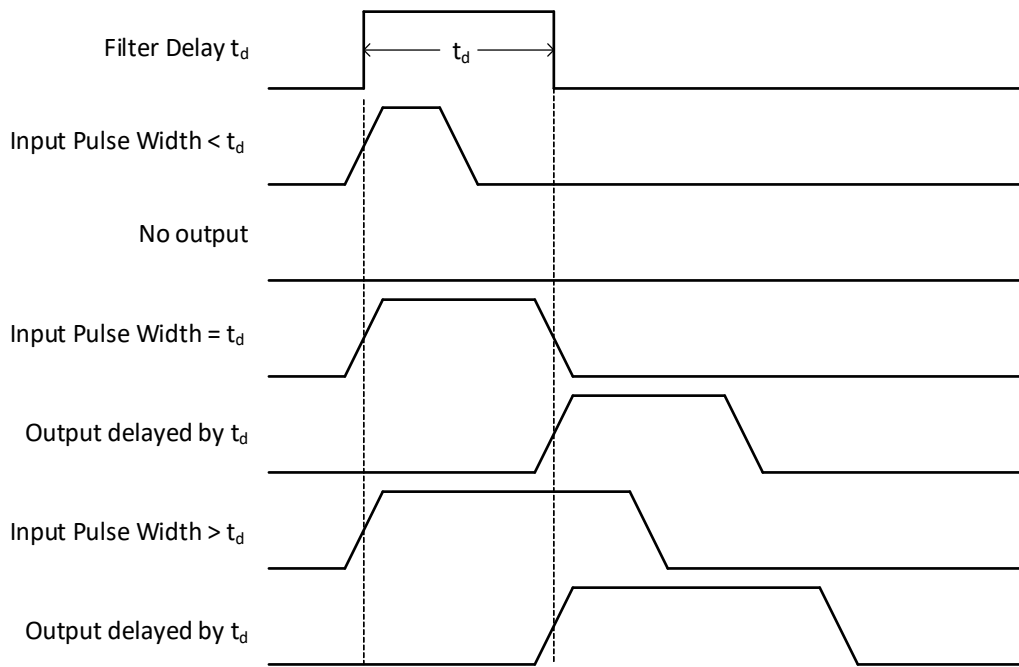 Filter Delay td
td
Input Pulse Width < td
No output
Input Pulse Width = td
Output delayed by td
Input Pulse Width > td
Output delayed by td